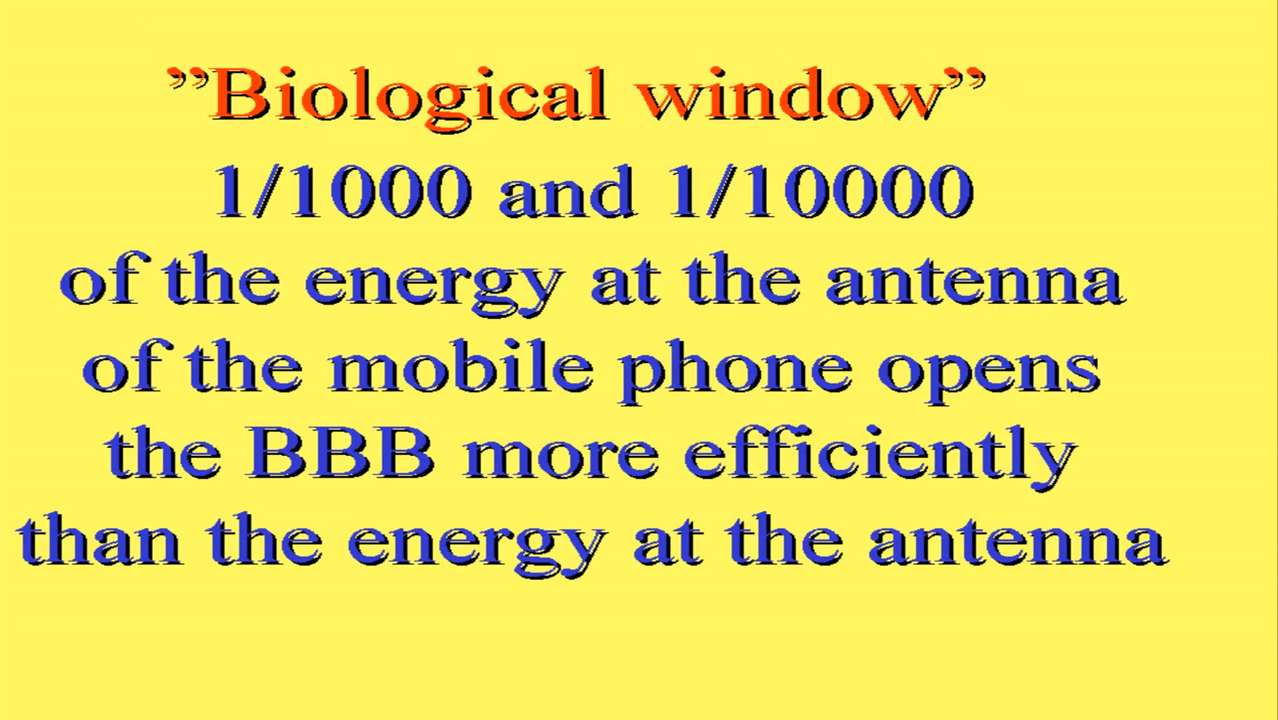 ”Biological window”
1/1000 and 1/10000
of the energy at the antenna
of the mobile phone opens
the BBB more efficiently
than the energy at the antenna